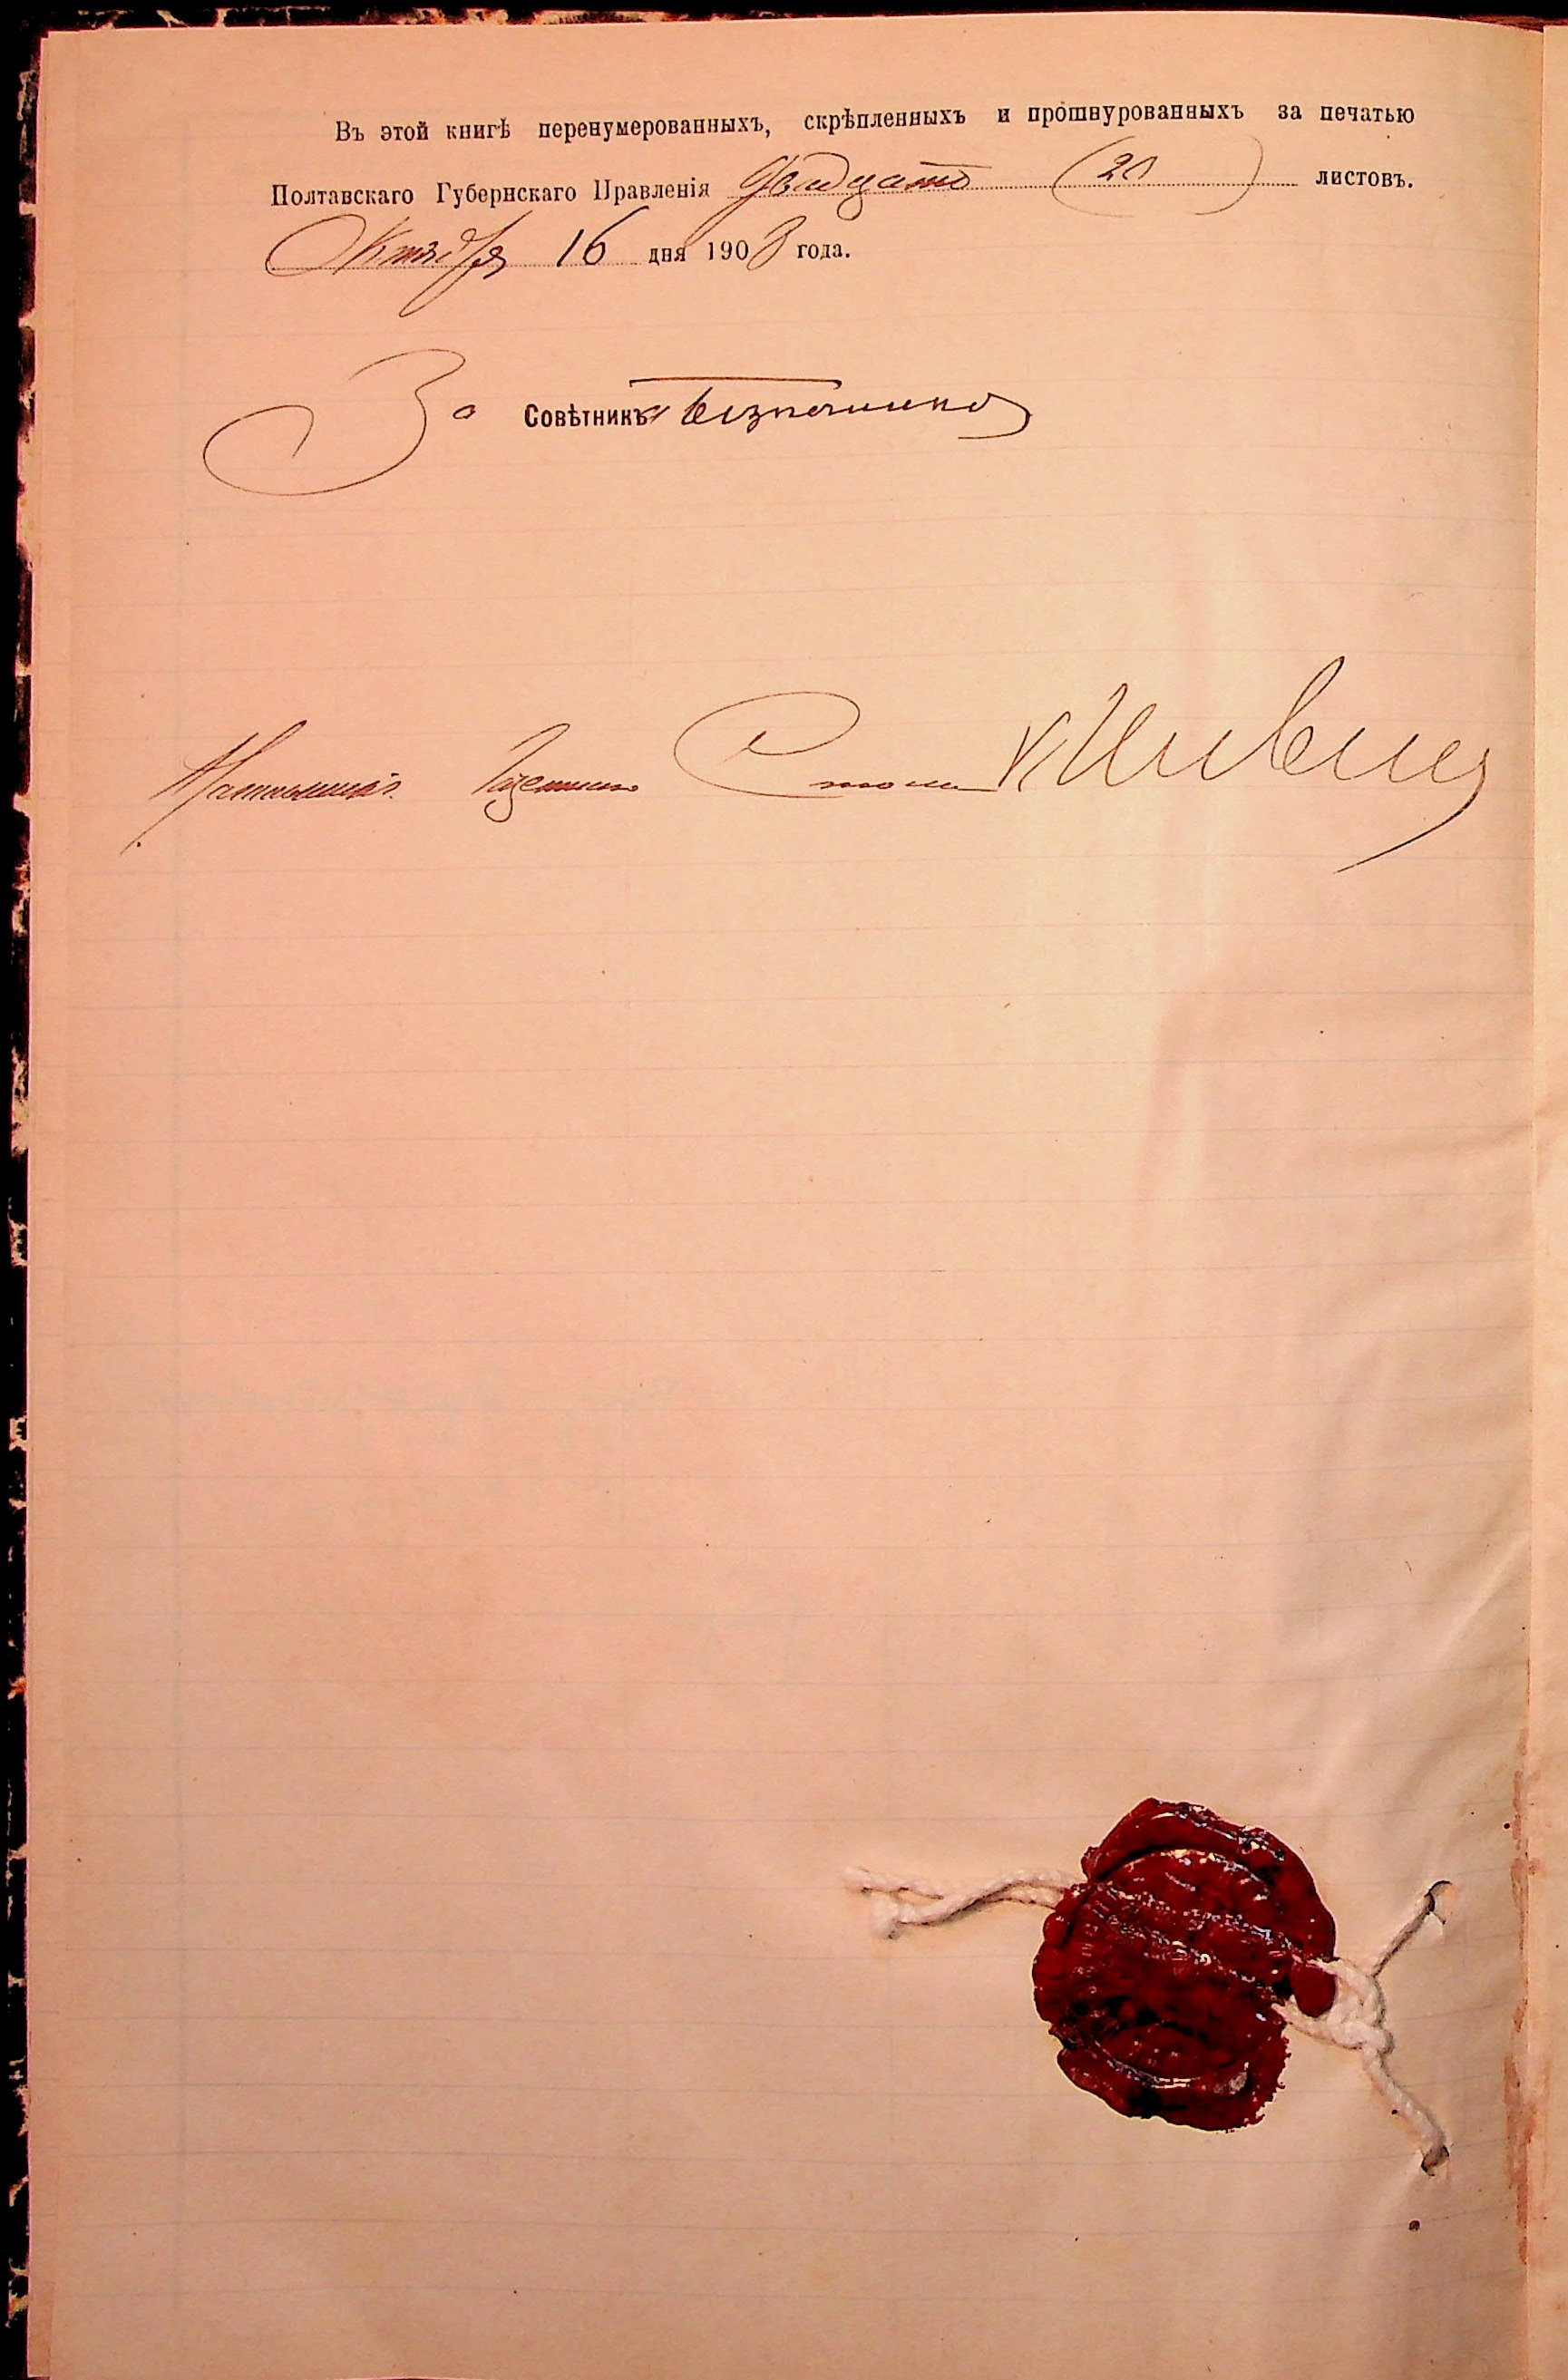 Въ этой книгѣ перенумерованныхъ, скрѣпленныхъ и прошнурованныхъ за печатью
Полтавскаго Губернскаго Правленія Двадцать (20) листовъ.
Октября 16 дня 1903 года.
За Совѣтника